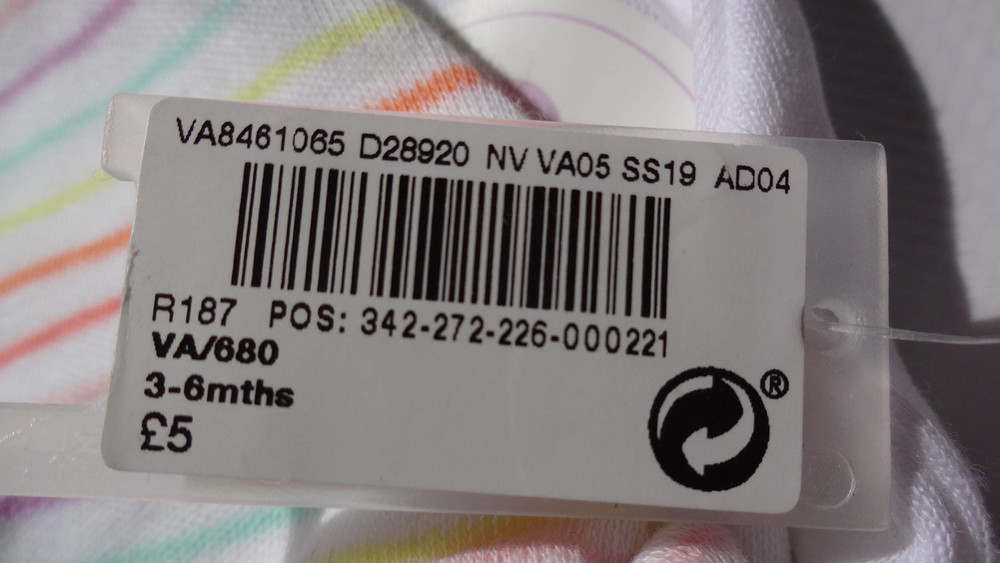 VA8461065 D28920 NV VA05 SS19 AD04
R187 POS: 342-272-226-000221
VA/680
3-6mths
£5
®